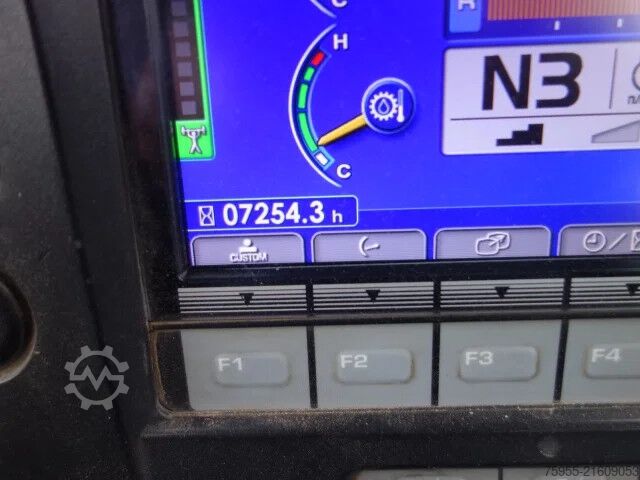 C
R
H
N3
C
07254.3 h
CUSTOM
F1 F2 F3 F4
75955-21609053